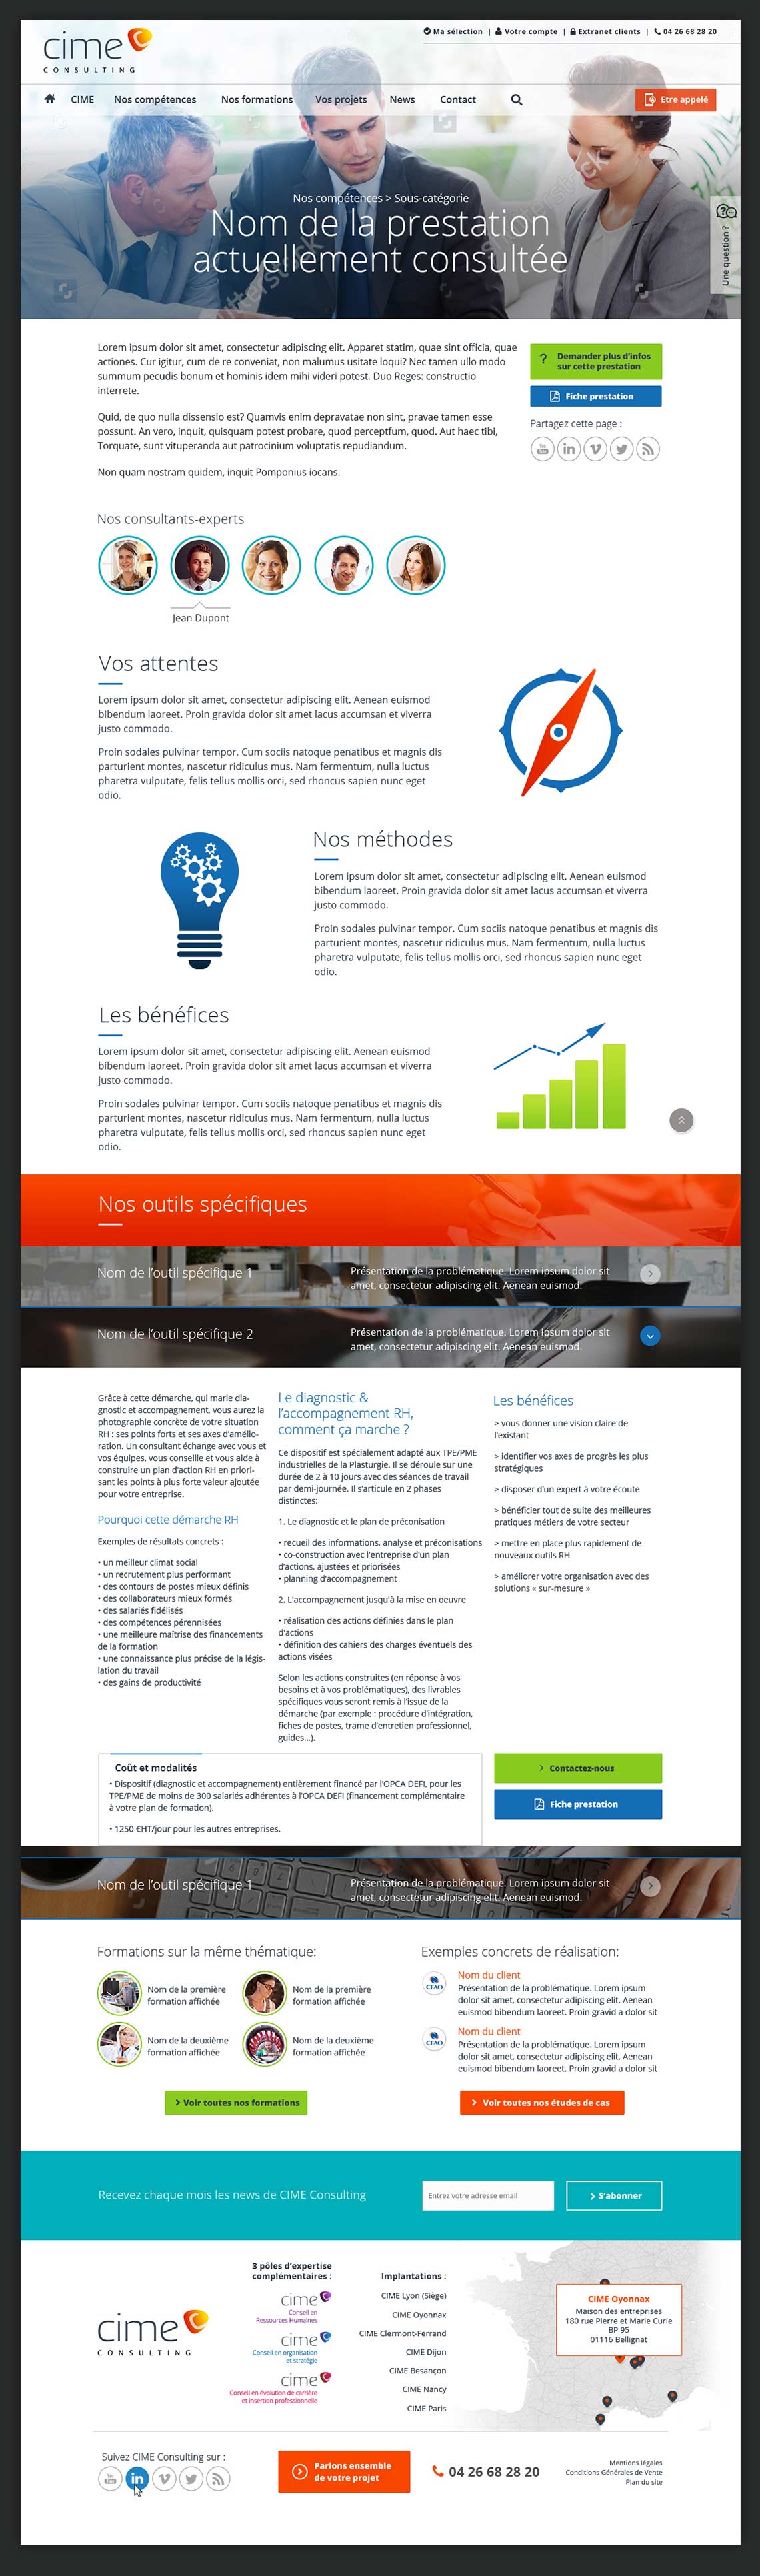 cime
CONSULTING
Ma sélection | Votre compte | Extranet clients | 04 26 68 28 20
CIME Nos compétences Nos formations Vos projets News Contact
Etre appelé
Nos compétences > Sous-catégorie
Nom de la prestation
actuellement consultée
Une question ?
Lorem ipsum dolor sit amet, consectetur adipiscing elit. Apparet statim, quae sint officia, quae
actiones. Cur igitur, cum de re conveniat, non malumus usitate loqui? Nec tamen ullo modo
summum pecudis bonum et hominis idem mihi videri potest. Duo Reges: constructio
interrete.
Quid, de quo nulla dissensio est? Quamvis enim depravatae non sint, pravae tamen esse
possunt. An vero, inquit, quisquam potest probare, quod perceptfum, quod. Aut haec tibi,
Torquate, sunt vituperanda aut patrocinium voluptatis repudiandum.
Non quam nostram quidem, inquit Pomponius iocans.
? Demander plus d'infos
sur cette prestation
Fiche prestation
Partagez cette page :
Nos consultants-experts
Jean Dupont
Vos attentes
Lorem ipsum dolor sit amet, consectetur adipiscing elit. Aenean euismod
bibendum laoreet. Proin gravida dolor sit amet lacus accumsan et viverra
justo commodo.
Proin sodales pulvinar tempor. Cum sociis natoque penatibus et magnis dis
parturient montes, nascetur ridiculus mus. Nam fermentum, nulla luctus
pharetra vulputate, felis tellus mollis orci, sed rhoncus sapien nunc eget
odio.
Nos méthodes
Lorem ipsum dolor sit amet, consectetur adipiscing elit. Aenean euismod
bibendum laoreet. Proin gravida dolor sit amet lacus accumsan et viverra
justo commodo.
Proin sodales pulvinar tempor. Cum sociis natoque penatibus et magnis dis
parturient montes, nascetur ridiculus mus. Nam fermentum, nulla luctus
pharetra vulputate, felis tellus mollis orci, sed rhoncus sapien nunc eget
odio.
Les bénéfices
Lorem ipsum dolor sit amet, consectetur adipiscing elit. Aenean euismod
bibendum laoreet. Proin gravida dolor sit amet lacus accumsan et viverra
justo commodo.
Proin sodales pulvinar tempor. Cum sociis natoque penatibus et magnis dis
parturient montes, nascetur ridiculus mus. Nam fermentum, nulla luctus
pharetra vulputate, felis tellus mollis orci, sed rhoncus sapien nunc eget
odio.
Nos outils spécifiques
Nom de l'outil spécifique 1
Présentation de la problématique. Lorem ipsum dolor sit
amet, consectetur adipiscing elit. Aenean euismod.
Nom de l'outil spécifique 2
Présentation de la problématique. Lorem ipsum dolor sit
amet, consectetur adipiscing elit. Aenean euismod.
Grâce à cette démarche, qui marie dia-
gnostic et accompagnement, vous aurez la
photographie concrète de votre situation
RH : ses points forts et ses axes d'amélio-
ration. Un consultant échange avec vous et
vos équipes, vous conseille et vous aide à
construire un plan d'action RH en priori-
sant les points à plus forte valeur ajoutée
pour votre entreprise.
Pourquoi cette démarche RH
Exemples de résultats concrets :
• un meilleur climat social
• un recrutement plus performant
• des contours de postes mieux définis
• des collaborateurs mieux formés
• des salariés fidélisés
• des compétences pérennisées
• une meilleure maîtrise des financements
de la formation
• une connaissance plus précise de la légis-
lation du travail
• des gains de productivité
Le diagnostic &
l'accompagnement RH,
comment ça marche ?
Ce dispositif est spécialement adapté aux TPE/PME
industrielles de la Plasturgie. Il se déroule sur une
durée de 2 à 10 jours avec des séances de travail
par demi-journée. Il s'articule en 2 phases
distinctes:
1. Le diagnostic et le plan de préconisation
• recueil des informations, analyse et préconisations
• co-construction avec l'entreprise d'un plan
d'actions, ajustées et priorisées
• planning d'accompagnement
2. L'accompagnement jusqu'à la mise en oeuvre
• réalisation des actions définies dans le plan
d'actions
• définition des cahiers des charges éventuels des
actions visées
Selon les actions construites (en réponse à vos
besoins et à vos problématiques), des livrables
spécifiques vous seront remis à l'issue de la
démarche (par exemple : procédure d'intégration,
fiches de postes, trame d'entretien professionnel,
guides...).
Les bénéfices
> vous donner une vision claire de
l'existant
> identifier vos axes de progrès les plus
stratégiques
> disposer d'un expert à votre écoute
> bénéficier tout de suite des meilleures
pratiques métiers de votre secteur
> mettre en place plus rapidement de
nouveaux outils RH
> améliorer votre organisation avec des
solutions « sur-mesure »
Coût et modalités
• Dispositif (diagnostic et accompagnement) entièrement financé par l'OPCA DEFI, pour les
TPE/PME de moins de 300 salariés adhérentes à l'OPCA DEFI (financement complémentaire
à votre plan de formation).
• 1250 €HT/jour pour les autres entreprises.
> Contactez-nous
Fiche prestation
Nom de l'outil spécifique 1
Présentation de la problématique. Lorem ipsum dolor sit
amet, consectetur adipiscing elit. Aenean euismod.
Formations sur la même thématique:
Nom de la première
formation affichée
Nom de la première
formation affichée
Nom de la deuxième
formation affichée
Nom de la deuxième
formation affichée
> Voir toutes nos formations
Exemples concrets de réalisation:
CFAO
Nom du client
Présentation de la problématique. Lorem ipsum
dolor sit amet, consectetur adipiscing elit. Aenean
euismod bibendum laoreet. Proin gravid a dolor sit
CFAO
Nom du client
Présentation de la problématique. Lorem ipsum
dolor sit amet, consectetur adipiscing elit. Aenean
euismod bibendum laoreet. Proin gravid a dolor sit
> Voir toutes nos études de cas
Recevez chaque mois les news de CIME Consulting
Entrez votre adresse email
> S'abonner
cime
CONSULTING
3 pôles d'expertise
complémentaires :
cime
Conseil en
Ressources Humaines
cime
Conseil en organisation
et stratégie
cime
Conseil en évolution de carrière
et insertion professionnelle
Implantations :
CIME Lyon (Siège)
CIME Oyonnax
CIME Clermont-Ferrand
CIME Dijon
CIME Besançon
CIME Nancy
CIME Paris
CIME Oyonnax
Maison des entreprises
180 rue Pierre et Marie Curie
BP 95
01116 Bellignat
Suivez CIME Consulting sur :
Parlons ensemble
de votre projet
04 26 68 28 20
Mentions légales
Conditions Générales de Vente
Plan du site